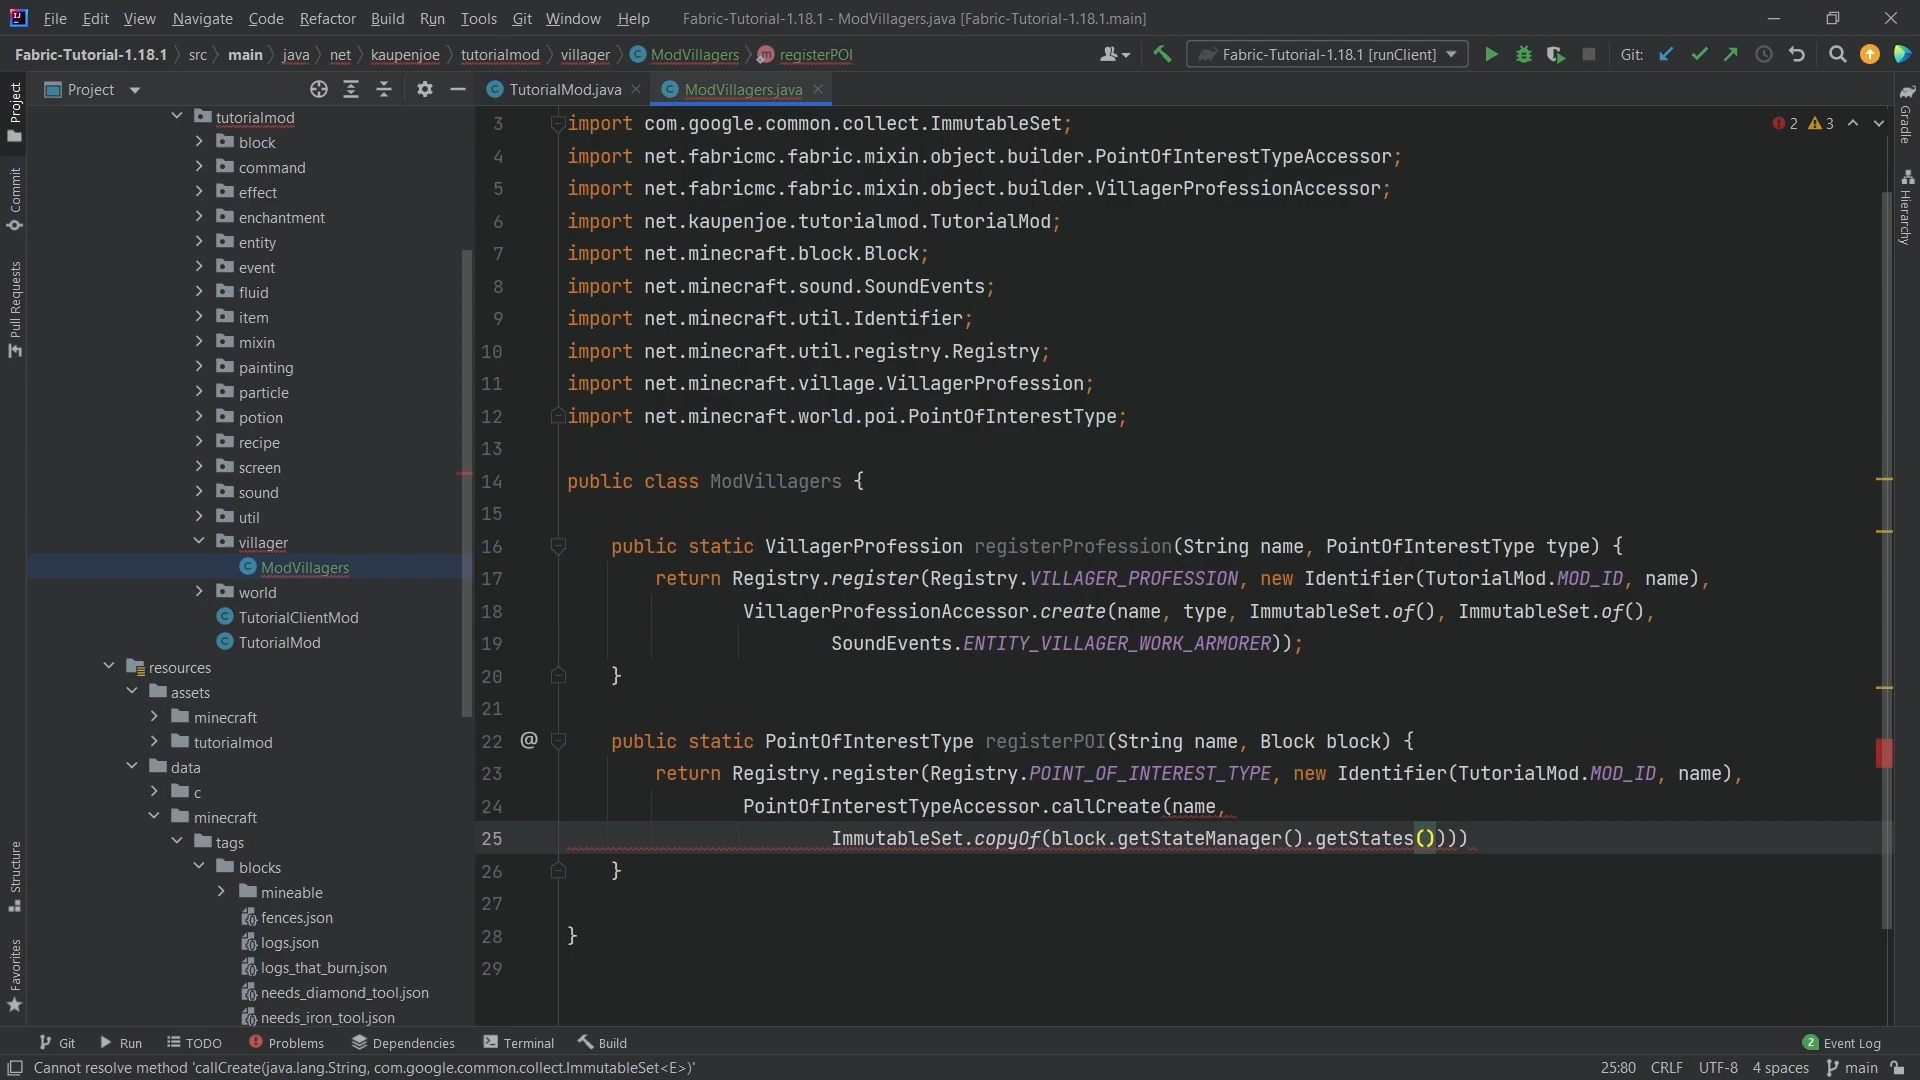 File Edit View Navigate Code Refactor Build Run Tools Git Window Help Fabric-Tutorial-1.18.1 - ModVillagers.java [Fabric-Tutorial-1.18.1.main]
Fabric-Tutorial-1.18.1 src main java net kaupenjoe tutorialmod villager ModVillagers registerPOI Fabric-Tutorial-1.18.1 [runClient] Git:
Project TutorialMod.java ModVillagers.java
Project
Commit
Pull Requests
Structure
Favorites
tutorialmod
block
command
effect
enchantment
entity
event
fluid
item
mixin
painting
particle
potion
recipe
screen
sound
util
villager
ModVillagers
world
TutorialClientMod
TutorialMod
resources
assets
minecraft
tutorialmod
data
c
minecraft
tags
blocks
mineable
fences.json
logs.json
logs_that_burn.json
needs_diamond_tool.json
needs_iron_tool.json
3 import com.google.common.collect.ImmutableSet;
4 import net.fabricmc.fabric.mixin.object.builder.PointOfInterestTypeAccessor;
5 import net.fabricmc.fabric.mixin.object.builder.VillagerProfessionAccessor;
6 import net.kaupenjoe.tutorialmod.TutorialMod;
7 import net.minecraft.block.Block;
8 import net.minecraft.sound.SoundEvents;
9 import net.minecraft.util.Identifier;
10 import net.minecraft.util.registry.Registry;
11 import net.minecraft.village.VillagerProfession;
12 import net.minecraft.world.poi.PointOfInterestType;
13
14 public class ModVillagers {
15
16 public static VillagerProfession registerProfession(String name, PointOfInterestType type) {
17 return Registry.register(Registry.VILLAGER_PROFESSION, new Identifier(TutorialMod.MOD_ID, name),
18 VillagerProfessionAccessor.create(name, type, ImmutableSet.of(), ImmutableSet.of(),
19 SoundEvents.ENTITY_VILLAGER_WORK_ARMORER));
20 }
21
22 @ public static PointOfInterestType registerPOI(String name, Block block) {
23 return Registry.register(Registry.POINT_OF_INTEREST_TYPE, new Identifier(TutorialMod.MOD_ID, name),
24 PointOfInterestTypeAccessor.callCreate(name,
25 ImmutableSet.copyOf(block.getStateManager().getStates())))
26 }
27
28 }
29
2 3
Gradle
Hierarchy
Git Run TODO Problems Dependencies Terminal Build 2 Event Log
Cannot resolve method 'callCreate(java.lang.String, com.google.common.collect.ImmutableSet<E>)' 25:80 CRLF UTF-8 4 spaces main